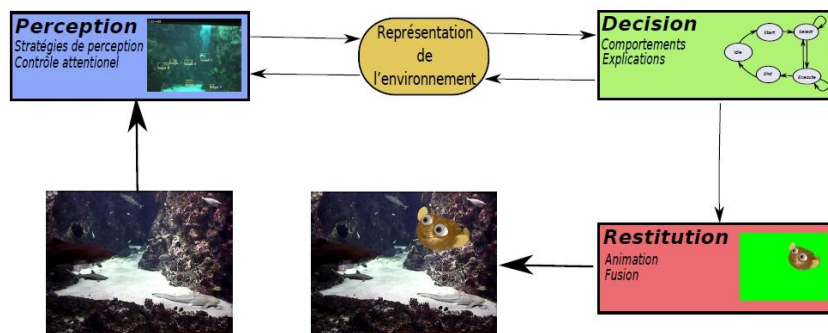 Perception
Stratégies de perception
Contrôle attentionel
Représentation
de
l'environnement
Decision
Comportements
Explications
Start
Select
Idle
End
Execute
Restitution
Animation
Fusion